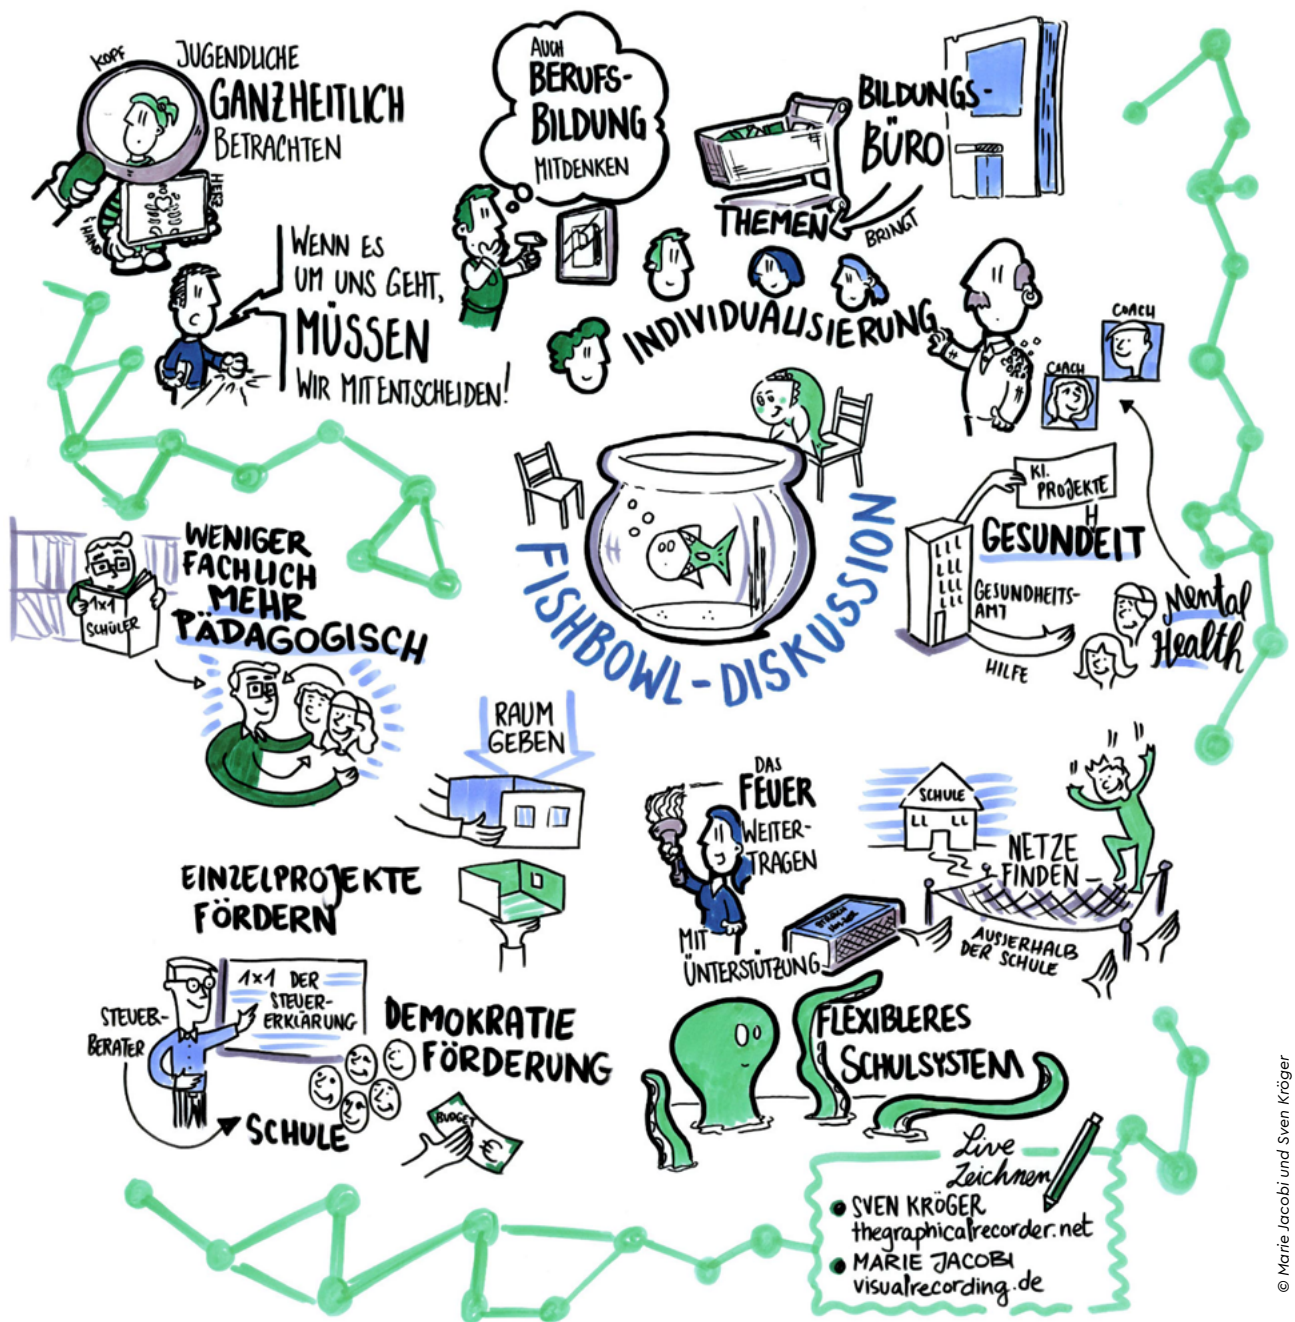 KOPF
JUGENDLICHE
GANZHEITLICH
BETRACHTEN
HERZ
HAND
WENN ES
UM UNS GEHT,
MÜSSEN
WIR MITENTSCHEIDEN!
AUCH
BERUFS-
BILDUNG
MITDENKEN
BILDUNGS-
BÜRO
BRINGT
THEMEN
INDIVIDUALISIERUNG
COACH
COACH
FISHBOWL-DISKUSSION
KI.
PROJEKTE
H
GESUNDEIT
GESUNDHEITS-
AMT
HILFE
Mental
Health
WENIGER
FACHLICH
MEHR
PÄDAGOGISCH
1x1
SCHÜLER
RAUM
GEBEN
EINZELPROJEKTE
FÖRDERN
DAS
FEUER
WEITER-
TRAGEN
MIT
ÜNTERSTÜTZUNG
SCHULE
NETZE
FINDEN
AUSSERHALB
DER SCHULE
STEUER-
BERATER
1x1 DER
STEUER-
ERKLÄRUNG
SCHULE
DEMOKRATIE
FÖRDERUNG
BUDGET
€
FLEXIBLERES
SCHULSYSTEM
Live
Zeichnen
SVEN KRÖGER
thegraphicalrecorder.net
MARIE JACOBI
visualrecording.de
© Marie Jacobi und Sven Kröger